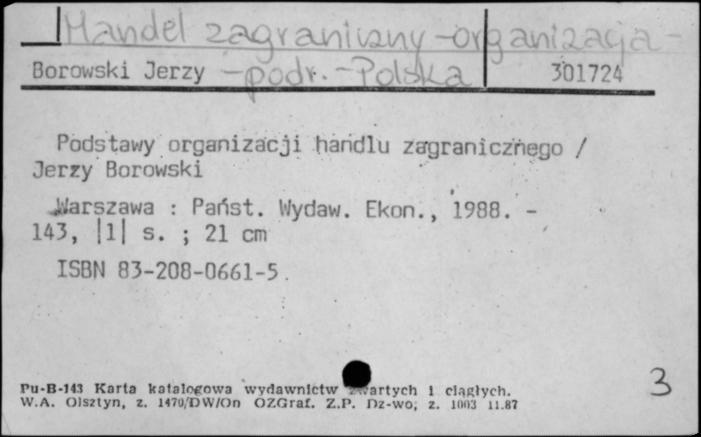 Handel zagraniczny - organizacja -
Borowski Jerzy - podr. - Polska 301724
Podstawy organizacji handlu zagranicznego /
Jerzy Borowski
Warszawa : Państ. Wydaw. Ekon., 1988. -
143, |1| s. ; 21 cm
ISBN 83-208-0661-5
Pu-B-143 Karta katalogowa wydawnictw zwartych i ciągłych.
W.A. Olsztyn, z. 1470/DW/On OZGraf. Z.P. Dz-wo; z. 1003 11.87
3